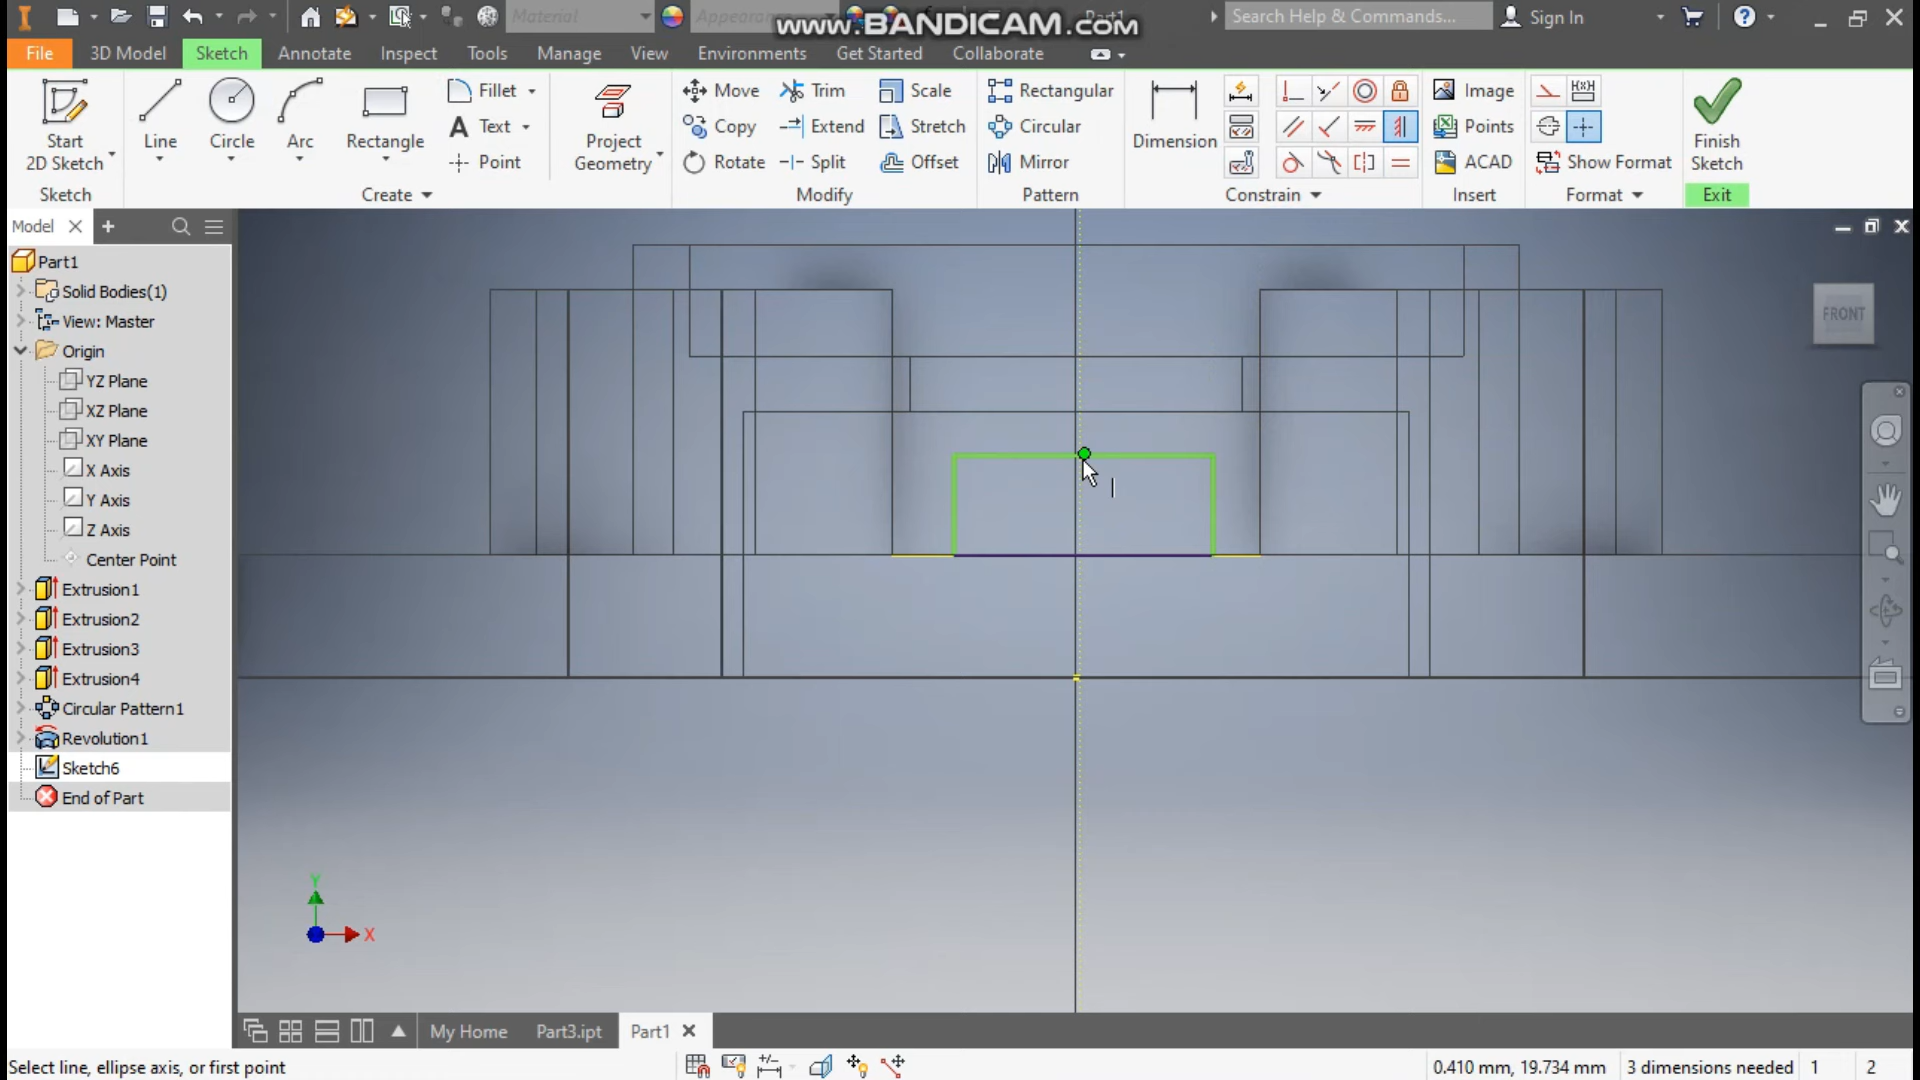 Material
Appearance
www.BANDICAM.com
Part1
Search Help & Commands...
Sign In
File
3D Model
Sketch
Annotate
Inspect
Tools
Manage
View
Environments
Get Started
Collaborate
Start
2D Sketch
Line
Circle
Arc
Rectangle
Fillet
Text
Point
Project
Geometry
Move
Copy
Rotate
Trim
Extend
Split
Scale
Stretch
Offset
Rectangular
Circular
Mirror
Dimension
Image
Points
ACAD
Show Format
Finish
Sketch
Sketch
Create
Modify
Pattern
Constrain
Insert
Format
Exit
Model
Part1
Solid Bodies(1)
View: Master
Origin
YZ Plane
XZ Plane
XY Plane
X Axis
Y Axis
Z Axis
Center Point
Extrusion1
Extrusion2
Extrusion3
Extrusion4
Circular Pattern1
Revolution1
Sketch6
End of Part
FRONT
Y
X
My Home
Part3.ipt
Part1
Select line, ellipse axis, or first point
0.410 mm, 19.734 mm
3 dimensions needed
1
2